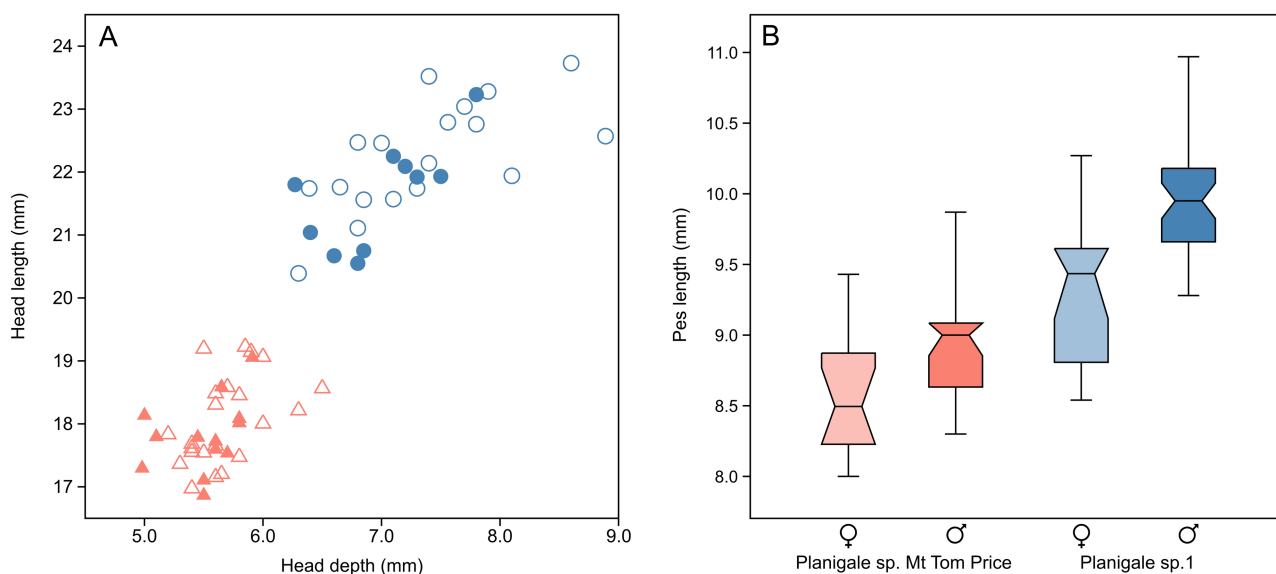 A
24
23
22
21
20
19
18
17
Head length (mm)
5.0 6.0 7.0 8.0 9.0
Head depth (mm)
B
11.0
10.5
10.0
9.5
9.0
8.5
8.0
Pes length (mm)
♀ ♂ ♀ ♂
Planigale sp. Mt Tom Price Planigale sp.1